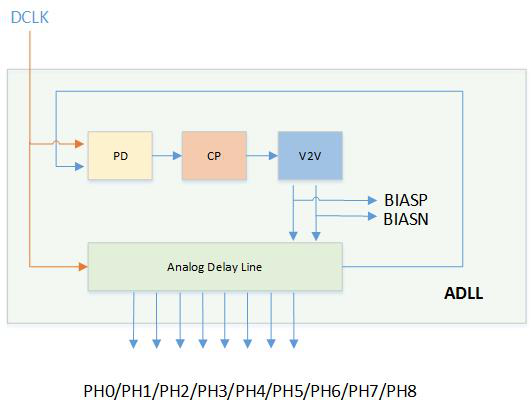 DCLK
PD
CP
V2V
BIASP
BIASN
Analog Delay Line
ADLL
PH0/PH1/PH2/PH3/PH4/PH5/PH6/PH7/PH8